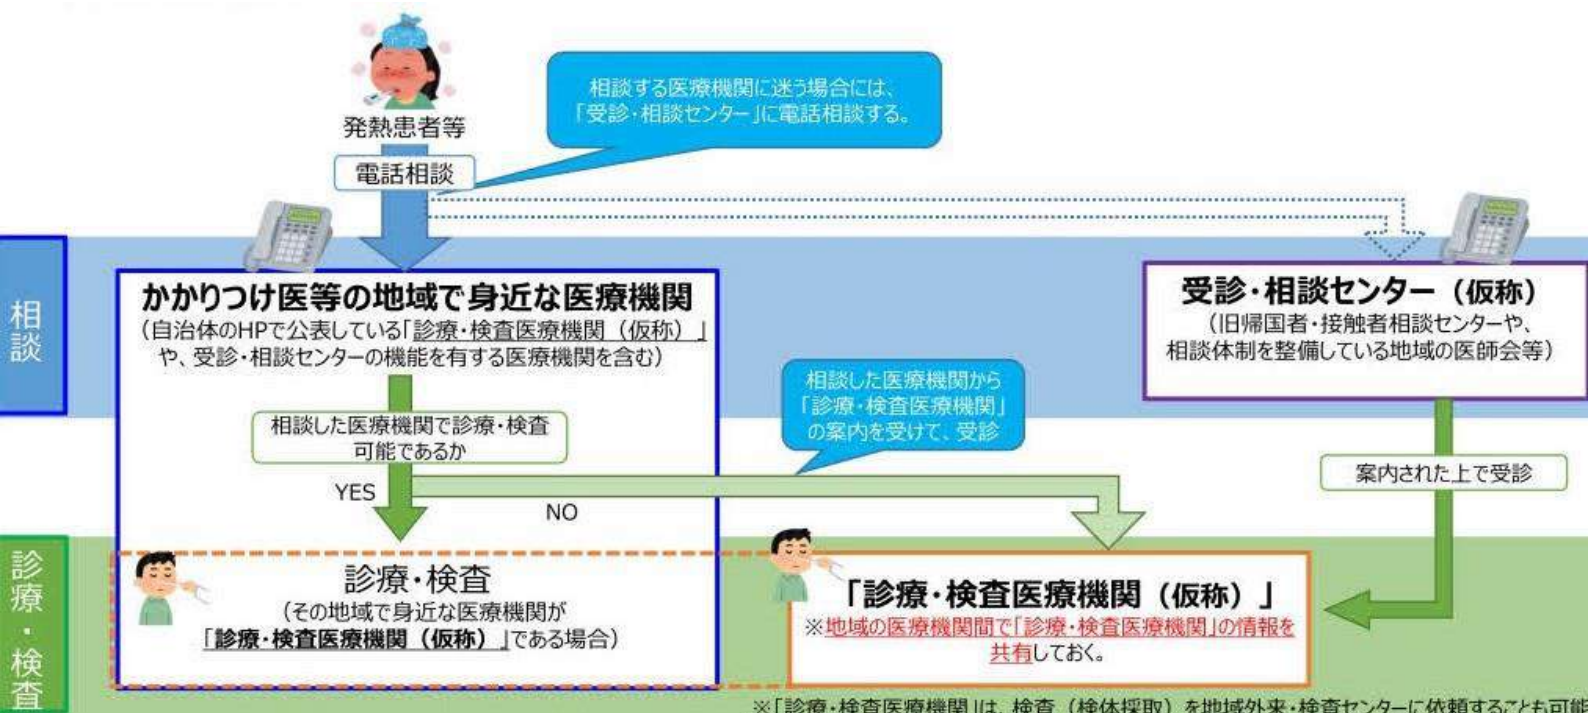 発熱患者等
電話相談
相談する医療機関に迷う場合には、
「受診・相談センター」に電話相談する。
相談
かかりつけ医等の地域で身近な医療機関
（自治体のHPで公表している「診療・検査医療機関（仮称）」
や、受診・相談センターの機能を有する医療機関を含む）
受診・相談センター（仮称）
（旧帰国者・接触者相談センターや、
相談体制を整備している地域の医師会等）
相談した医療機関で診療・検査
可能であるか
相談した医療機関から
「診療・検査医療機関」
の案内を受けて、受診
案内された上で受診
YES
NO
診療・検査
診療・検査
（その地域で身近な医療機関が
「診療・検査医療機関（仮称）」である場合）
「診療・検査医療機関（仮称）」
※地域の医療機関間で「診療・検査医療機関」の情報を
共有しておく。
※「診療・検査医療機関」は、検査（検体採取）を地域外来・検査センターに依頼することも可能